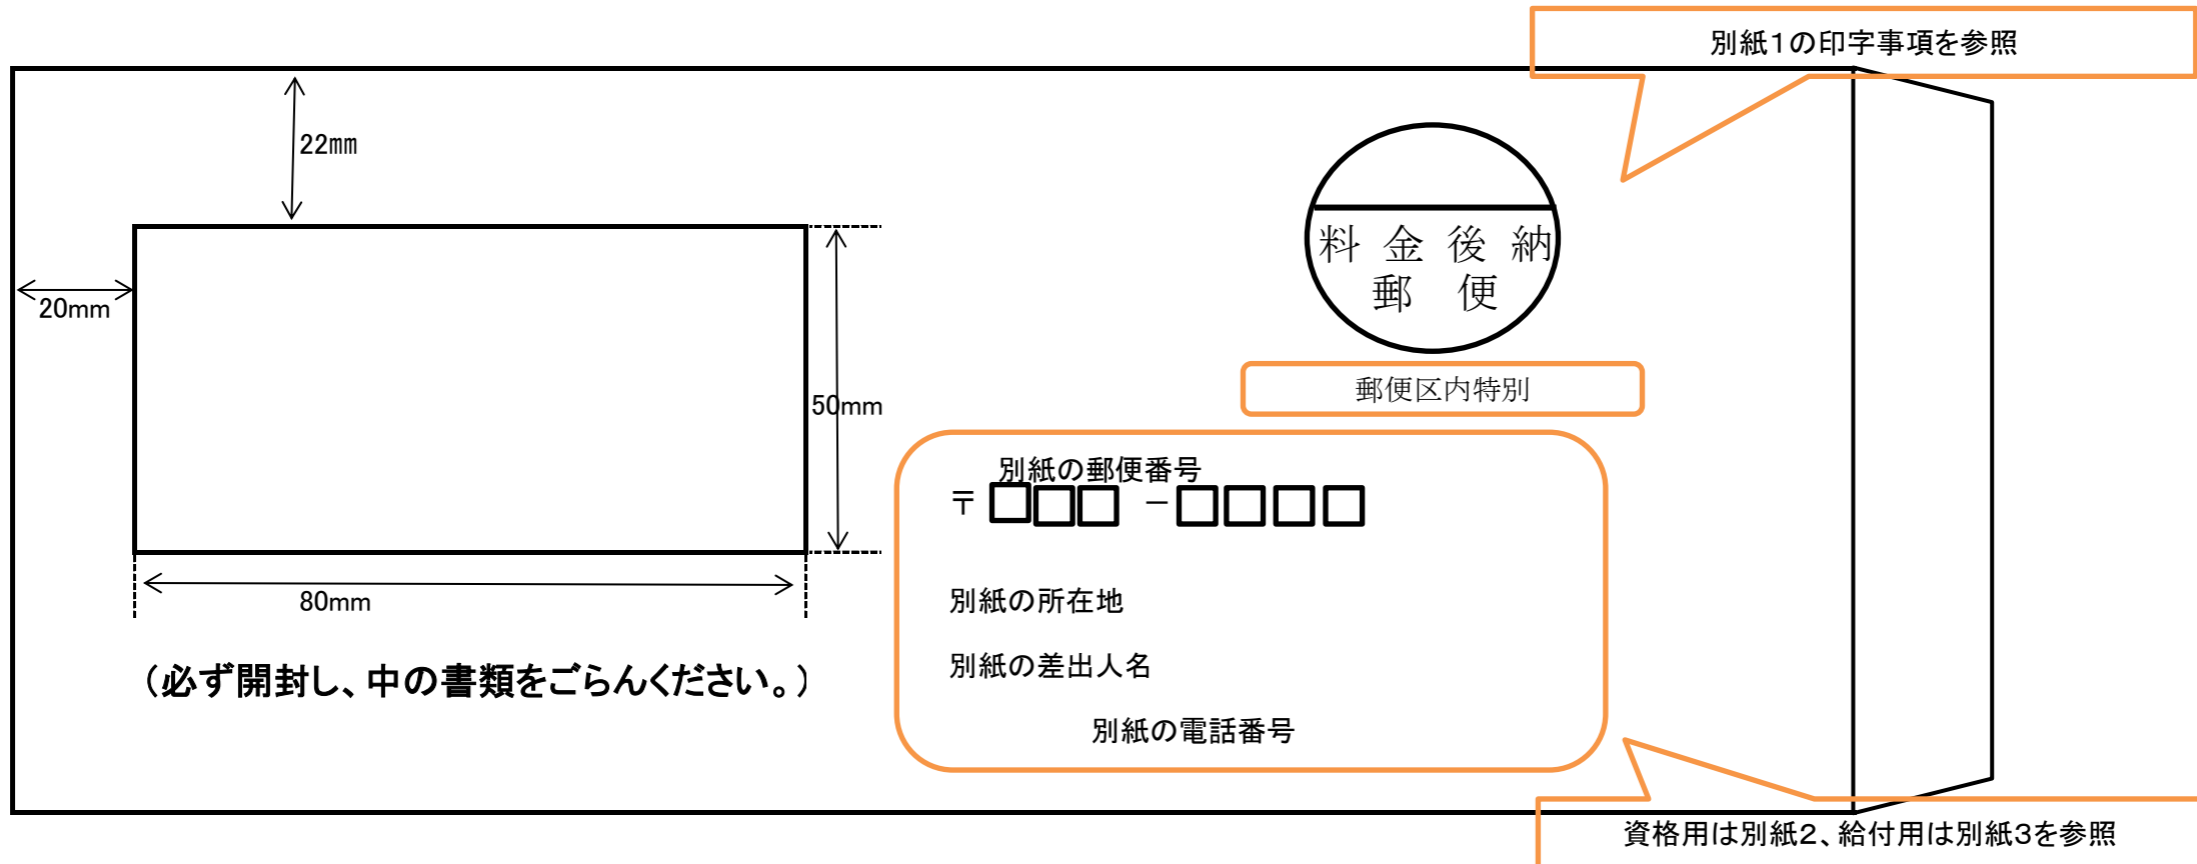 別紙１の印字事項を参照
22mm
料金後納
郵便
20mm
郵便区内特別
50mm
別紙の郵便番号
〒□□□－□□□□
80mm
別紙の所在地
（必ず開封し、中の書類をごらんください。）
別紙の差出人名
別紙の電話番号
資格用は別紙２、給付用は別紙３を参照